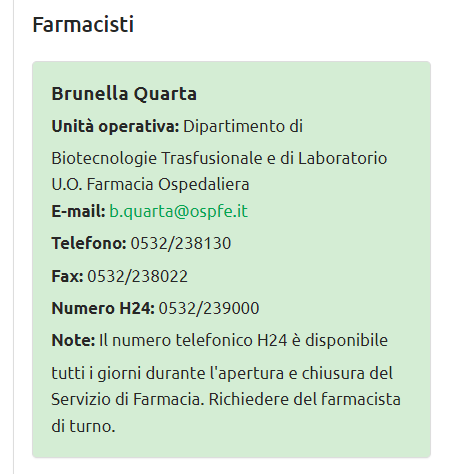 Farmacisti
Brunella Quarta
Unità operativa: Dipartimento di
Biotecnologie Trasfusionale e di Laboratorio
U.O. Farmacia Ospedaliera
E-mail: b.quarta@ospfe.it
Telefono: 0532/238130
Fax: 0532/238022
Numero H24: 0532/239000
Note: Il numero telefonico H24 è disponibile
tutti i giorni durante l'apertura e chiusura del
Servizio di Farmacia. Richiedere del farmacista
di turno.